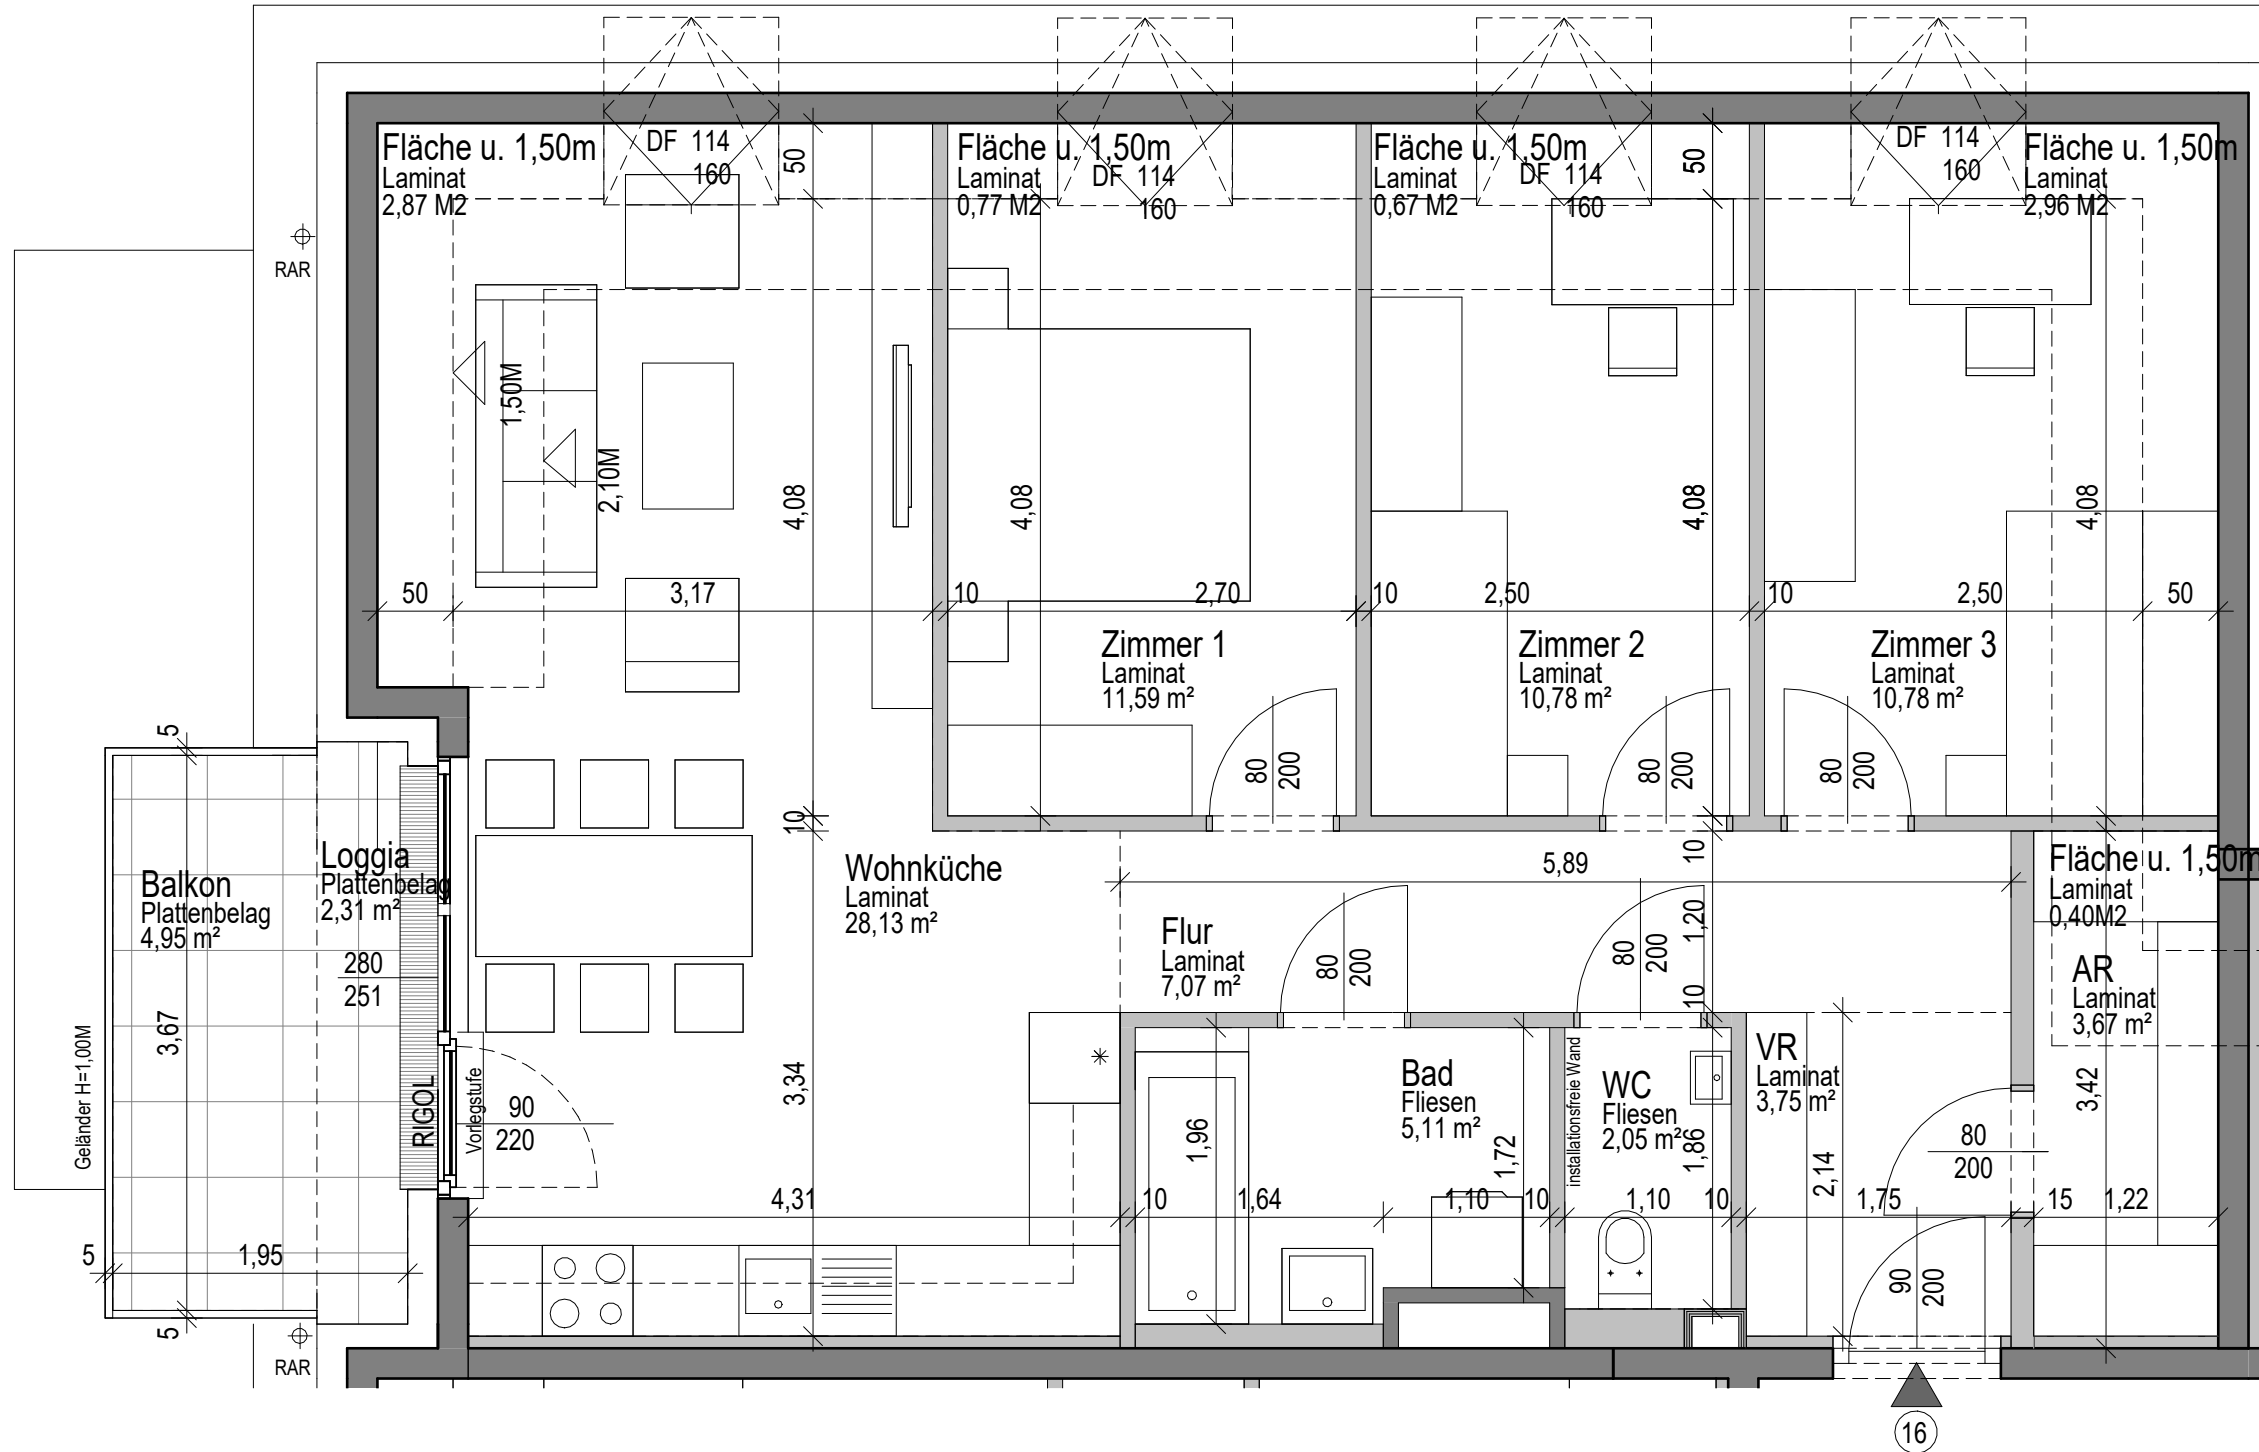 DF 114
160
DF 114
160
DF 114
160
DF 114
160
Fläche u. 1,50m
Laminat
2,87 M2
Fläche u. 1,50m
Laminat
0,77 M2
Fläche u. 1,50m
Laminat
0,67 M2
Fläche u. 1,50m
Laminat
2,96 M2
50
50
RAR
1,50M
2,10M
4,08
4,08
4,08
4,08
50
3,17
10
2,70
10
2,50
10
2,50
50
Zimmer 1
Laminat
11,59 m²
Zimmer 2
Laminat
10,78 m²
Zimmer 3
Laminat
10,78 m²
80
200
80
200
80
200
5
10
10
Balkon
Plattenbelag
4,95 m²
Loggia
Plattenbelag
2,31 m²
280
251
Wohnküche
Laminat
28,13 m²
5,89
Flur
Laminat
7,07 m²
80
200
80
200
1,20
10
Fläche u. 1,50m
Laminat
0,40M2
AR
Laminat
3,67 m²
3,42
Geländer H=1,00M
3,67
RIGOL
Vorlegstufe
90
220
3,34
Bad
Fliesen
5,11 m²
1,96
1,72
installationsfreie Wand
WC
Fliesen
2,05 m²
1,86
VR
Laminat
3,75 m²
2,14
80
200
4,31
10
1,64
1,10
10
1,10
10
1,75
15
1,22
5
1,95
5
90
200
RAR
16